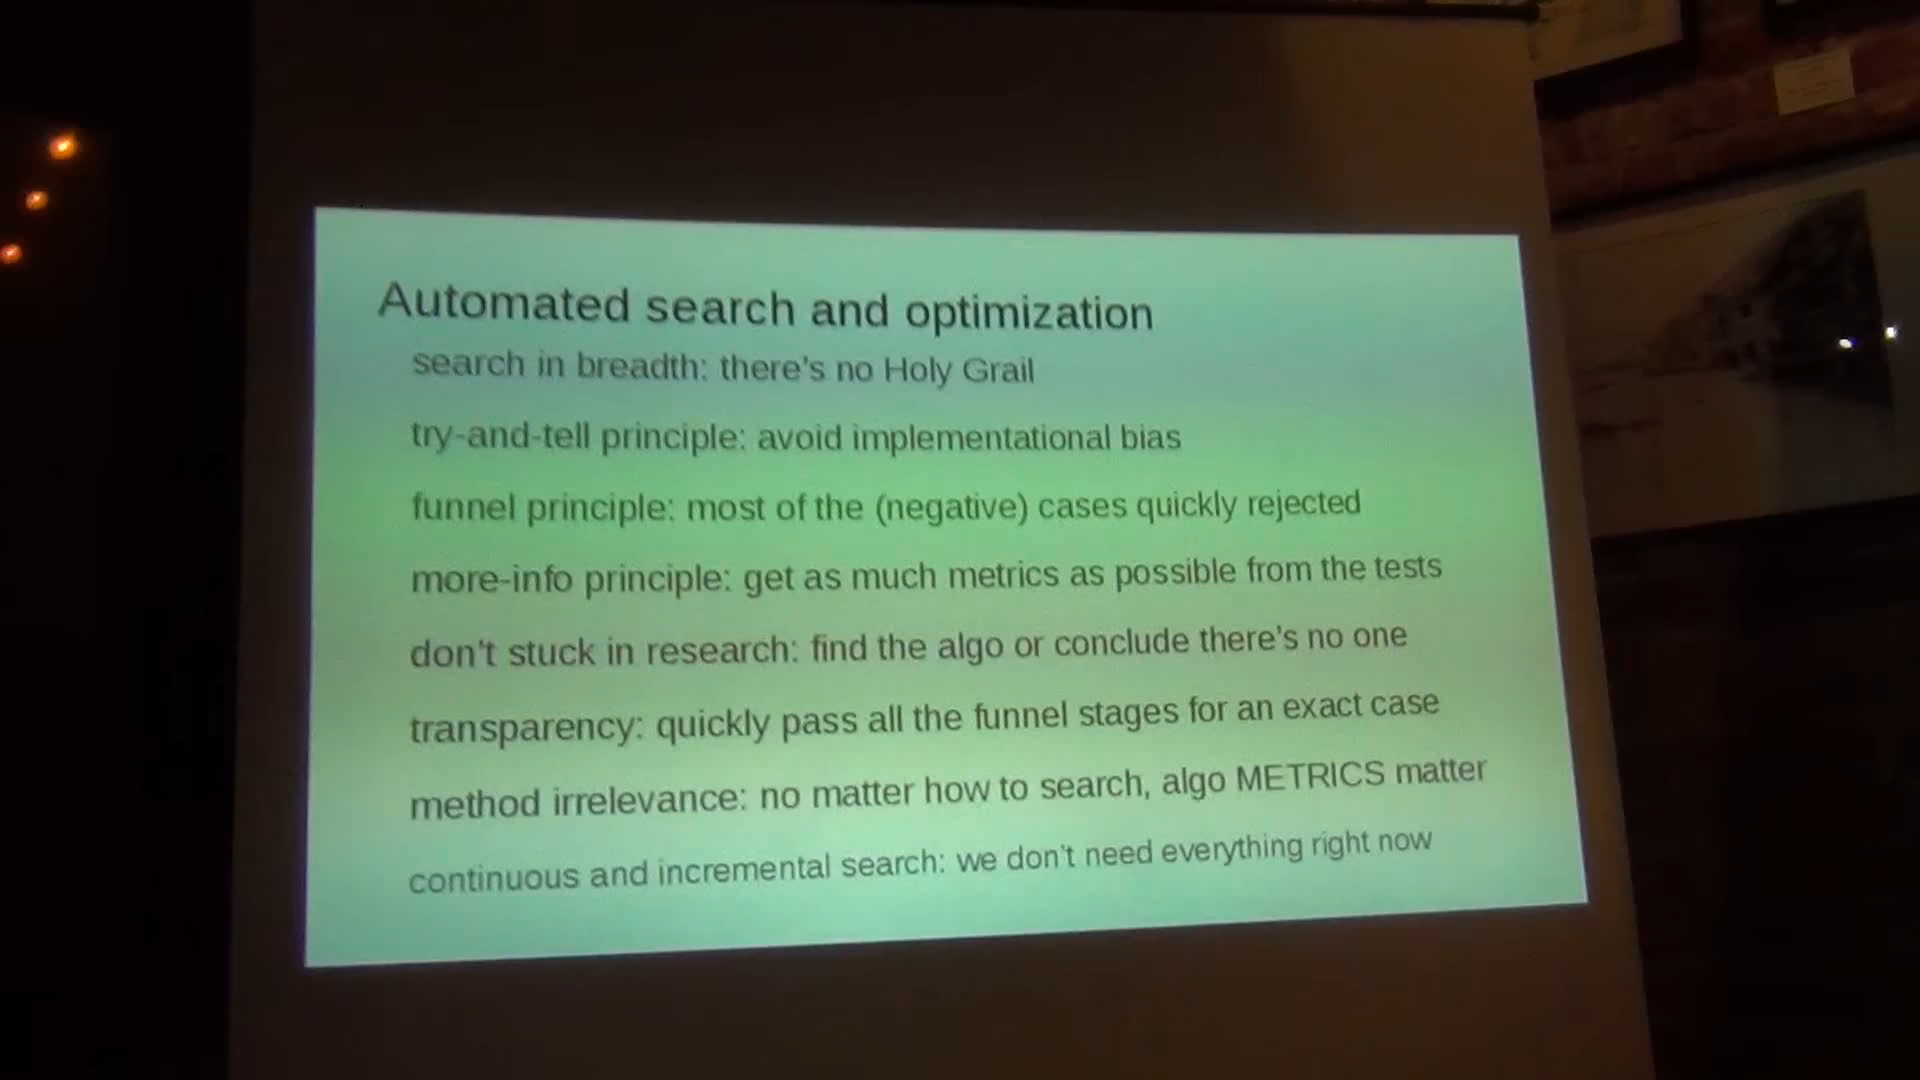 Automated search and optimization
search in breadth: there's no Holy Grail
try-and-tell principle: avoid implementational bias
funnel principle: most of the (negative) cases quickly rejected
more-info principle: get as much metrics as possible from the tests
don't stuck in research: find the algo or conclude there's no one
transparency: quickly pass all the funnel stages for an exact case
method irrelevance: no matter how to search, algo METRICS matter
continuous and incremental search: we don't need everything right now